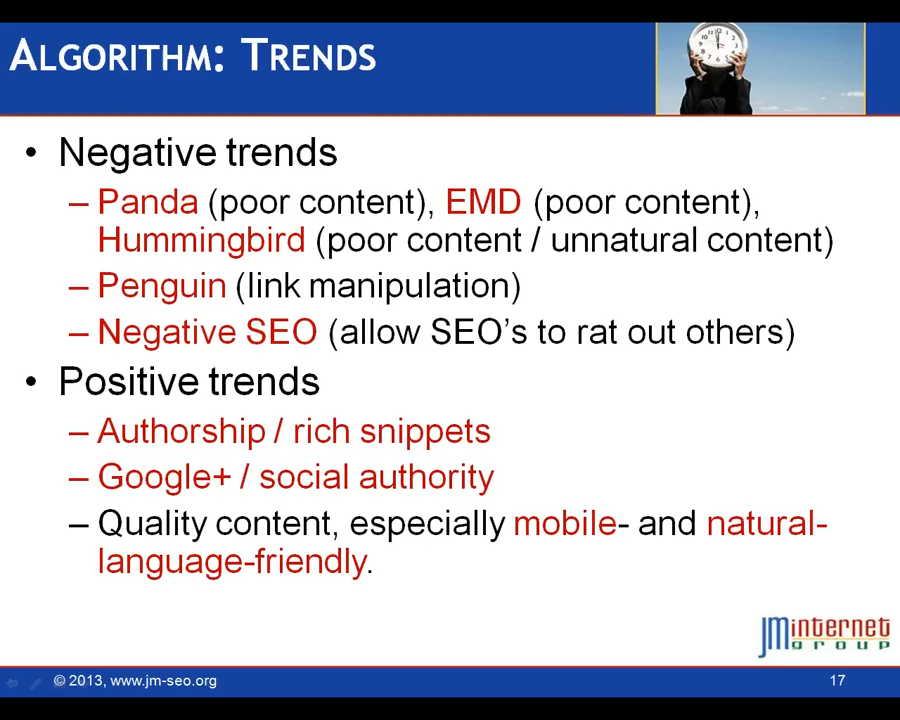 ALGORITHM: TRENDS
• Negative trends
– Panda (poor content), EMD (poor content),
Hummingbird (poor content / unnatural content)
– Penguin (link manipulation)
– Negative SEO (allow SEO's to rat out others)
• Positive trends
– Authorship / rich snippets
– Google+ / social authority
– Quality content, especially mobile- and natural-
language-friendly.
JMinternet
group
© 2013, www.jm-seo.org 17